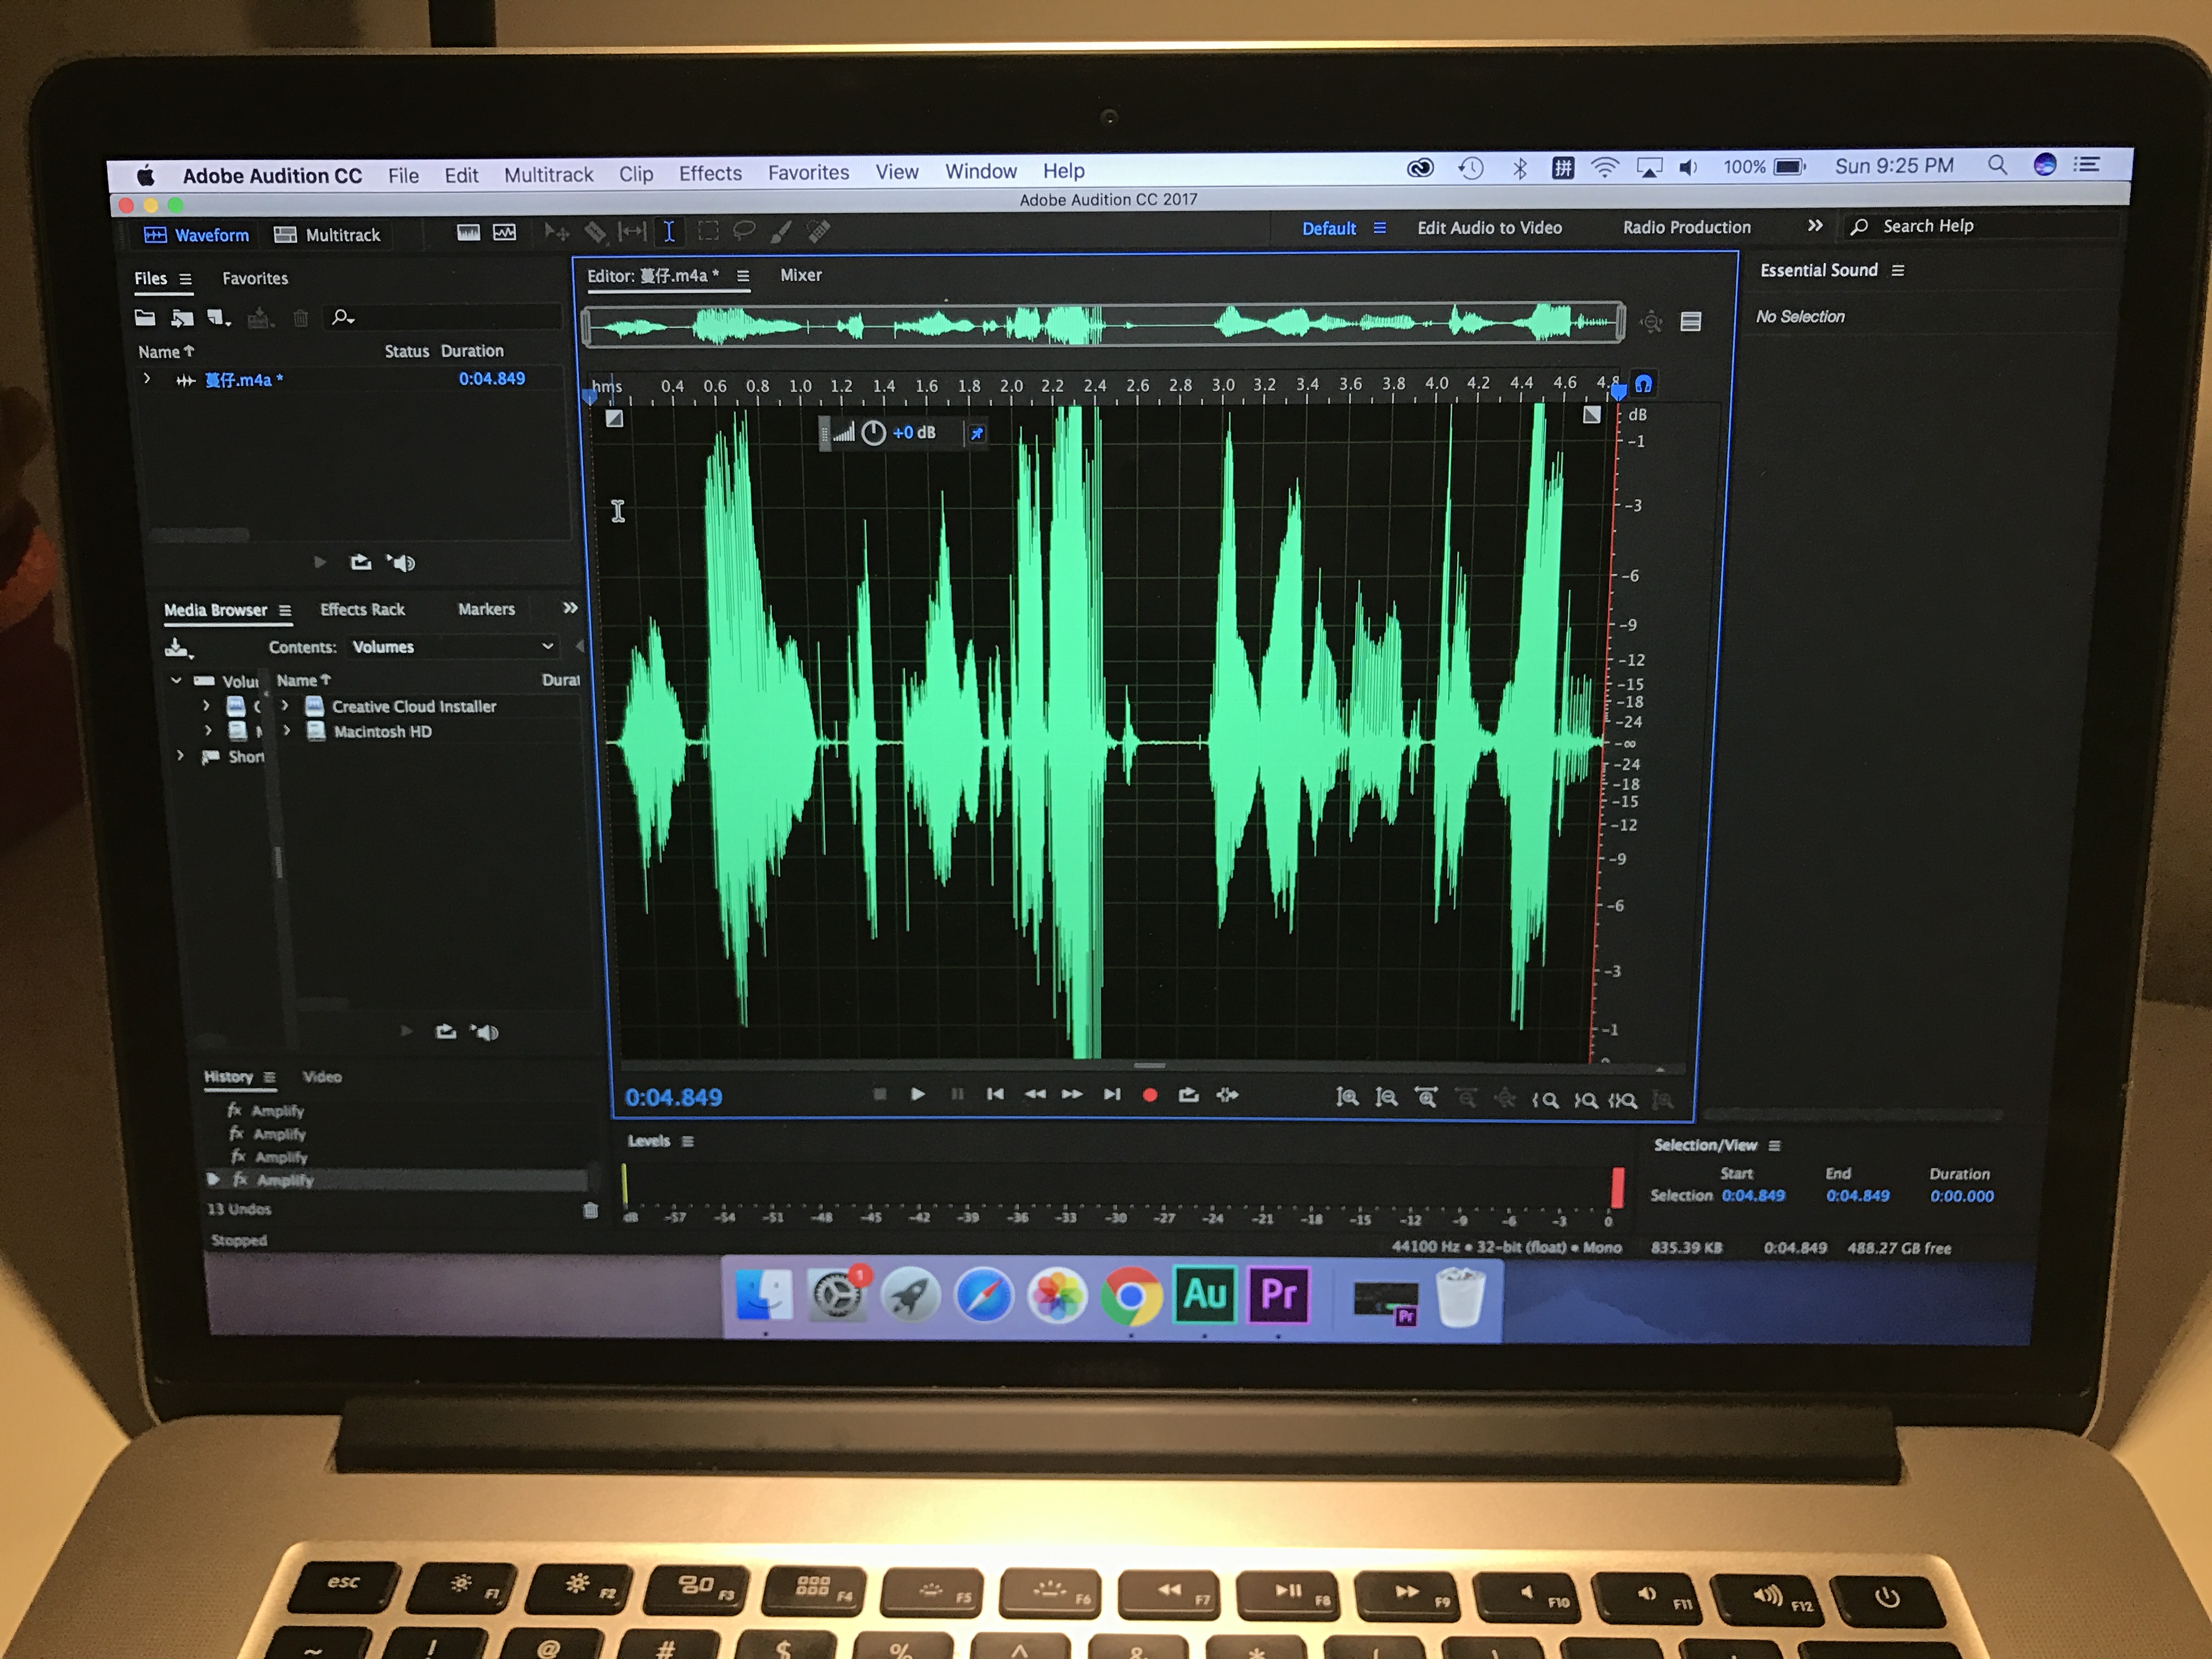 Adobe Audition CC File Edit Multitrack Clip Effects Favorites View Window Help 拼 100% Sun 9:25 PM
Adobe Audition CC 2017
Waveform Multitrack Default Edit Audio to Video Radio Production Search Help
Files Favorites
Name Status Duration
蔓仔.m4a * 0:04.849
Media Browser Effects Rack Markers
Contents: Volumes
Volu Name Durat
Creative Cloud Installer
Macintosh HD
Short
History Video
fx Amplify
fx Amplify
fx Amplify
fx Amplify
13 Undos
Stopped
Editor: 蔓仔.m4a * Mixer
hms 0.4 0.6 0.8 1.0 1.2 1.4 1.6 1.8 2.0 2.2 2.4 2.6 2.8 3.0 3.2 3.4 3.6 3.8 4.0 4.2 4.4 4.6 4.8
+0 dB
dB
-1
-3
-6
-9
-12
-15
-18
-24
-∞
-24
-18
-15
-12
-9
-6
-3
-1
0:04.849
Levels
dB -57 -54 -51 -48 -45 -42 -39 -36 -33 -30 -27 -24 -21 -18 -15 -12 -9 -6 -3 0
Essential Sound
No Selection
Selection/View
Start End Duration
Selection 0:04.849 0:04.849 0:00.000
44100 Hz • 32-bit (float) • Mono 835.39 KB 0:04.849 488.27 GB free
1 Au Pr Pr
esc F1 F2 F3 F4 F5 F6 F7 F8 F9 F10 F11 F12
~ ! @ # $ % ^ & * ( )